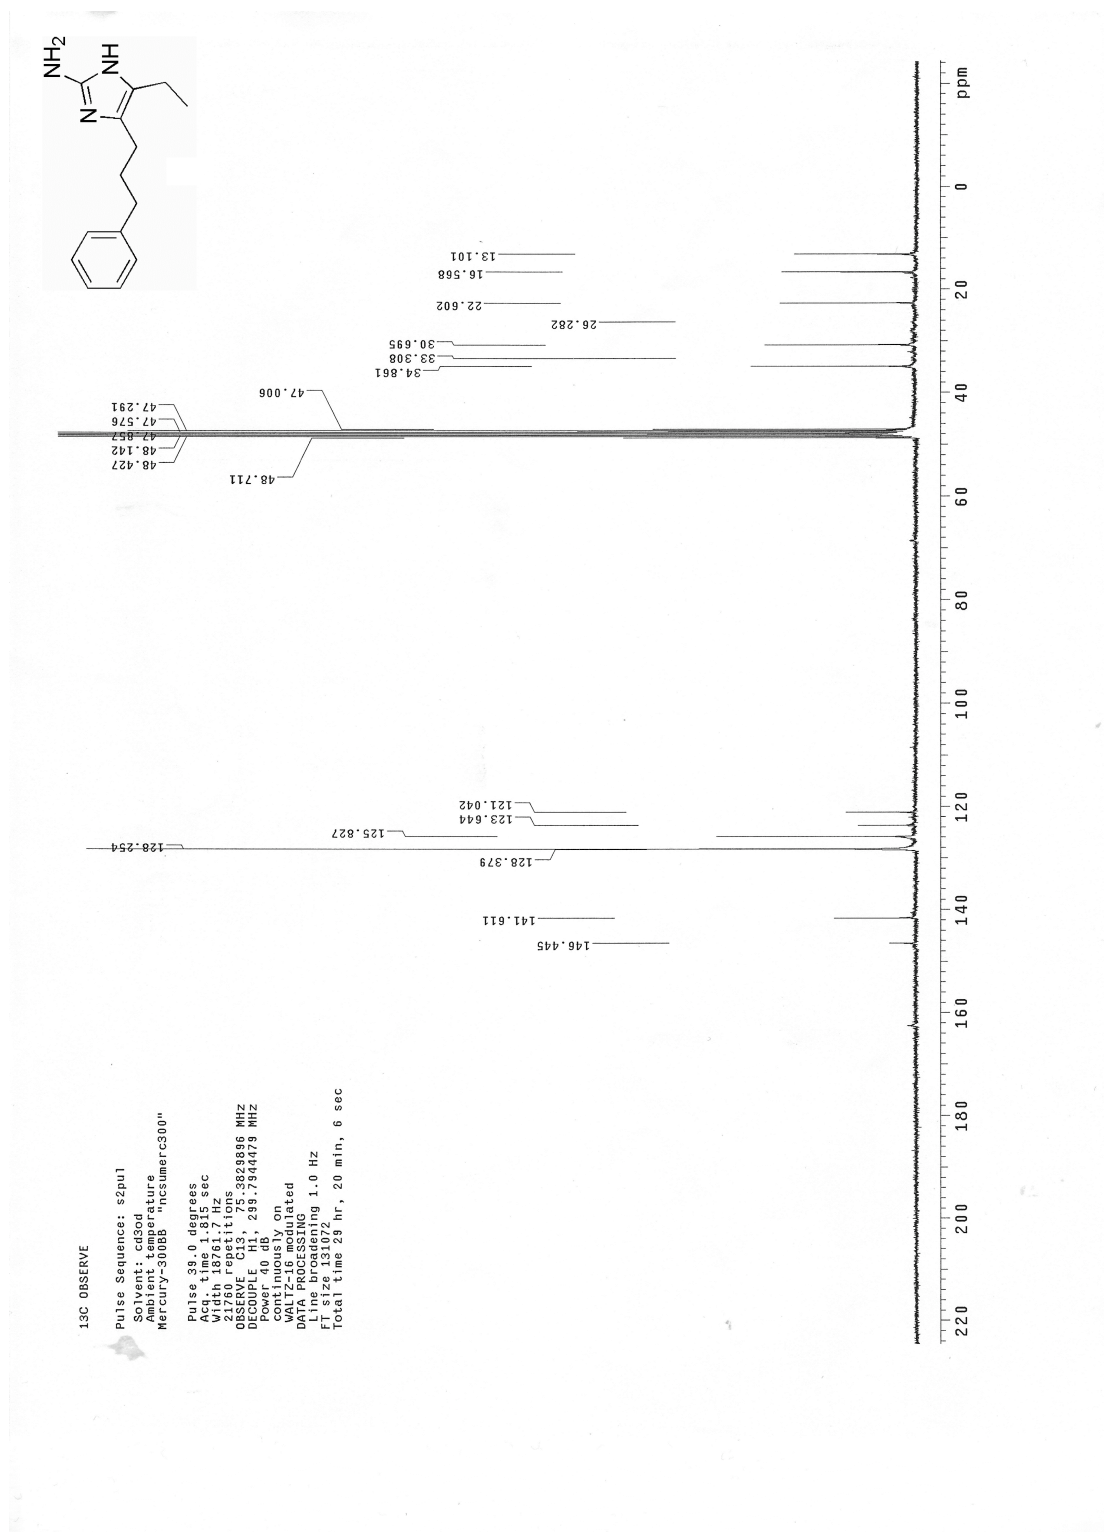 13C OBSERVE
Pulse Sequence: s2pul
Solvent: cd3od
Ambient temperature
Mercury-300BB "ncsumerc300"
Pulse 39.0 degrees
Acq. time 1.815 sec
Width 18761.7 Hz
21760 repetitions
OBSERVE C13, 75.3829896 MHz
DECOUPLE H1, 299.7944479 MHz
Power 40 dB
continuously on
WALTZ-16 modulated
DATA PROCESSING
Line broadening 1.0 Hz
FT size 131072
Total time 29 hr, 20 min, 6 sec
NH2
NH
N
146.445
141.611
128.379
128.254
125.827
123.644
121.042
48.711
48.427
48.142
47.857
47.576
47.291
47.006
34.861
33.308
30.695
26.282
22.602
16.568
13.101
220 200 180 160 140 120 100 80 60 40 20 0 ppm